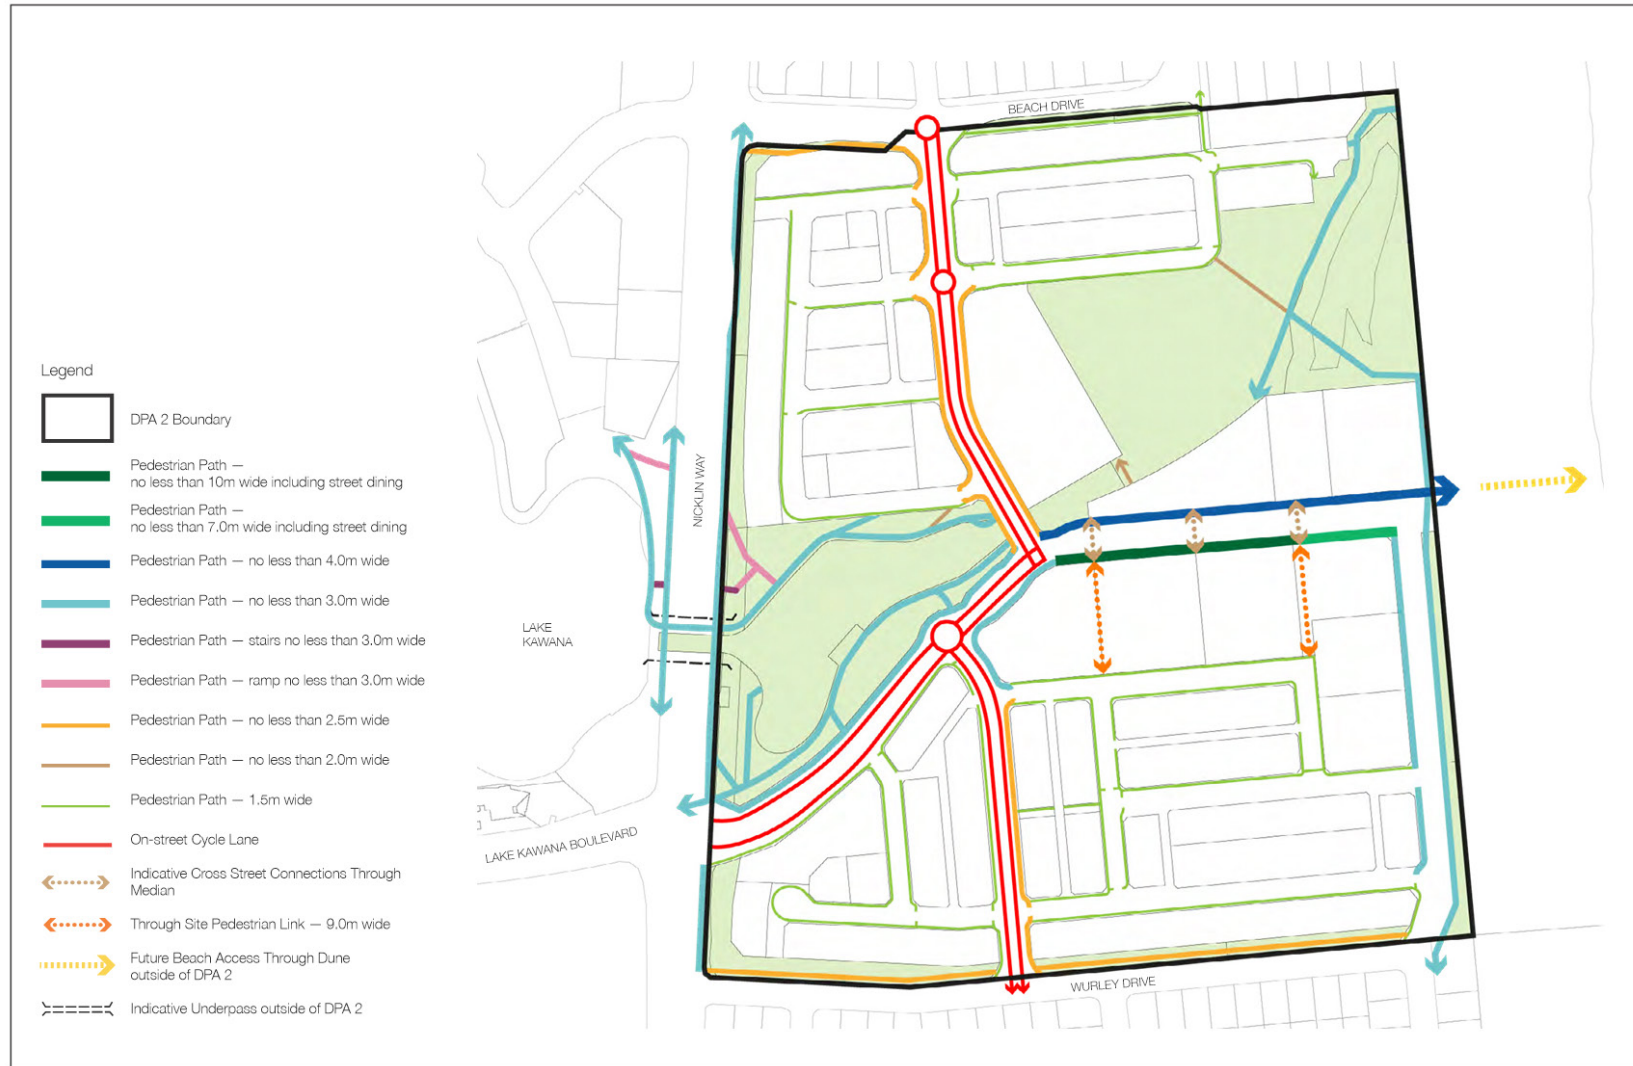 Legend
DPA 2 Boundary
Pedestrian Path —
no less than 10m wide including street dining
Pedestrian Path —
no less than 7.0m wide including street dining
Pedestrian Path — no less than 4.0m wide
Pedestrian Path — no less than 3.0m wide
Pedestrian Path — stairs no less than 3.0m wide
Pedestrian Path — ramp no less than 3.0m wide
Pedestrian Path — no less than 2.5m wide
Pedestrian Path — no less than 2.0m wide
Pedestrian Path — 1.5m wide
On-street Cycle Lane
Indicative Cross Street Connections Through
Median
Through Site Pedestrian Link — 9.0m wide
Future Beach Access Through Dune
outside of DPA 2
Indicative Underpass outside of DPA 2
BEACH DRIVE
NICKLIN WAY
LAKE
KAWANA
LAKE KAWANA BOULEVARD
WURLEY DRIVE